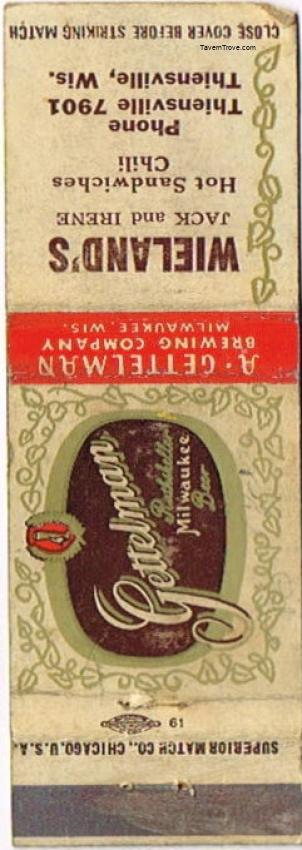 TavernTrove.com
CLOSE COVER BEFORE STRIKING MATCH
WIELAND'S
JACK and IRENE
Hot Sandwiches
Chili
Phone
Thiensville 7901
Thiensville, Wis.
A·GETTELMAN
BREWING COMPANY
MILWAUKEE, WIS.
Gettelman
Rathskeller
Milwaukee
Beer
61
SUPERIOR MATCH CO., CHICAGO, U.S.A.